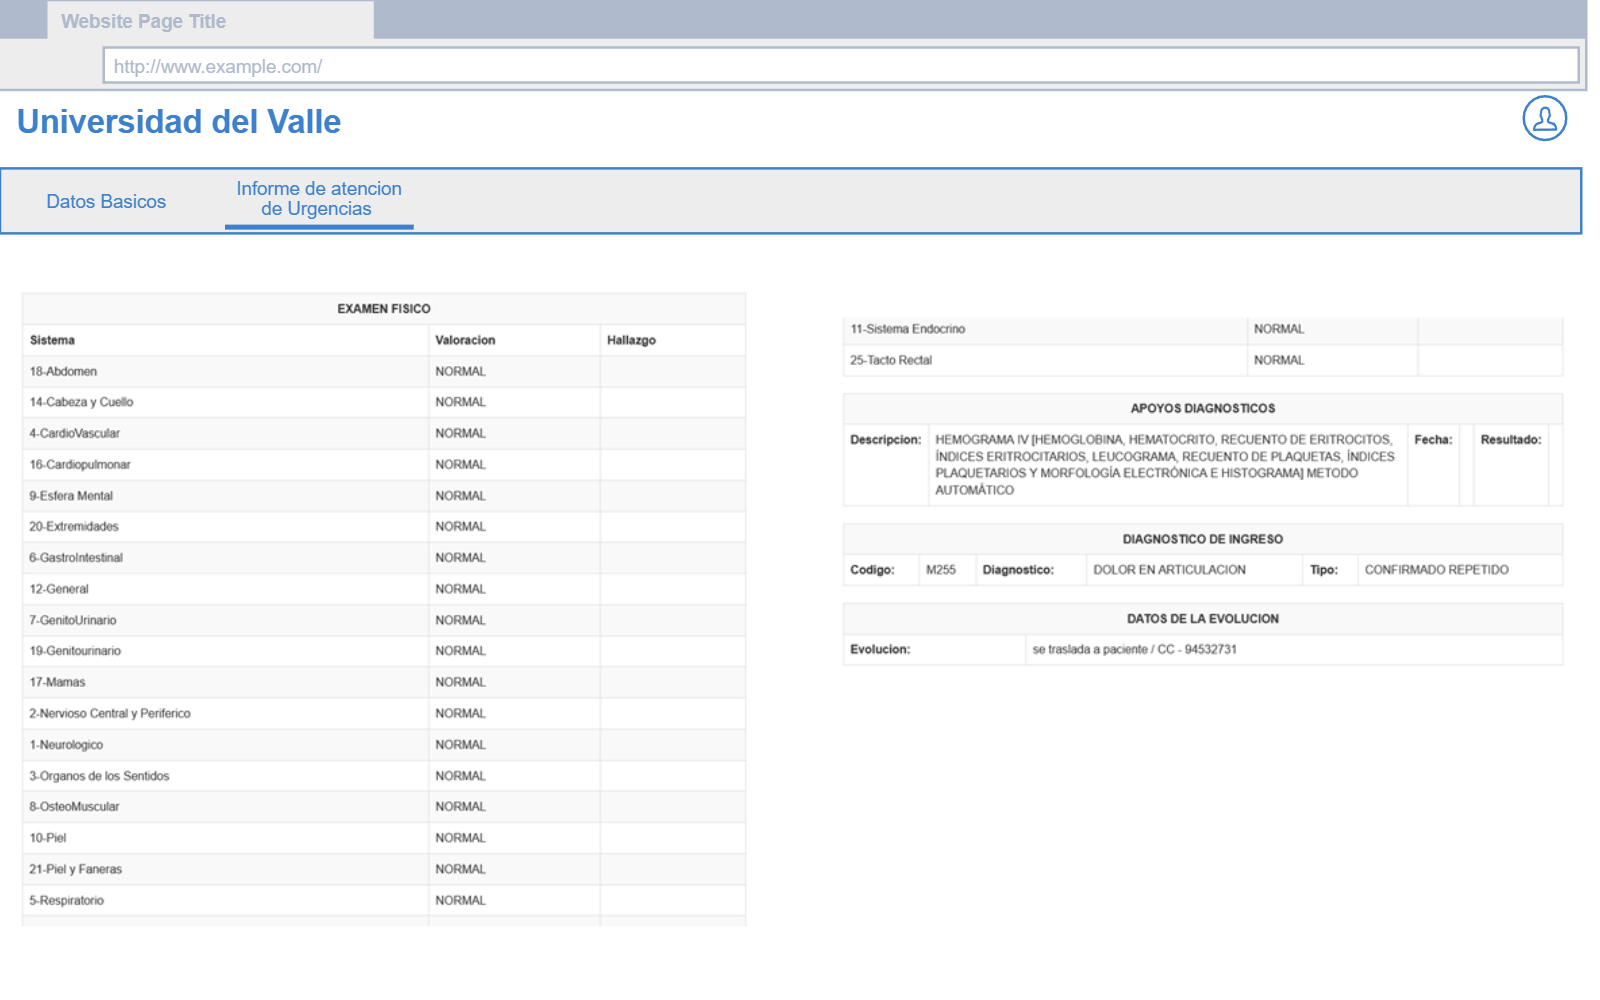 Website Page Title
http://www.example.com/
Universidad del Valle
Datos Basicos
Informe de atencion
de Urgencias
EXAMEN FISICO
Sistema Valoracion Hallazgo
18-Abdomen NORMAL
14-Cabeza y Cuello NORMAL
4-CardioVascular NORMAL
16-Cardiopulmonar NORMAL
9-Esfera Mental NORMAL
20-Extremidades NORMAL
6-GastroIntestinal NORMAL
12-General NORMAL
7-GenitoUrinario NORMAL
19-Genitourinario NORMAL
17-Mamas NORMAL
2-Nervioso Central y Periferico NORMAL
1-Neurologico NORMAL
3-Organos de los Sentidos NORMAL
8-OsteoMuscular NORMAL
10-Piel NORMAL
21-Piel y Faneras NORMAL
5-Respiratorio NORMAL
11-Sistema Endocrino NORMAL
25-Tacto Rectal NORMAL
APOYOS DIAGNOSTICOS
Descripcion: HEMOGRAMA IV [HEMOGLOBINA, HEMATOCRITO, RECUENTO DE ERITROCITOS, Fecha: Resultado:
ÍNDICES ERITROCITARIOS, LEUCOGRAMA, RECUENTO DE PLAQUETAS, ÍNDICES
PLAQUETARIOS Y MORFOLOGÍA ELECTRÓNICA E HISTOGRAMA] METODO
AUTOMÁTICO
DIAGNOSTICO DE INGRESO
Codigo: M255 Diagnostico: DOLOR EN ARTICULACION Tipo: CONFIRMADO REPETIDO
DATOS DE LA EVOLUCION
Evolucion: se traslada a paciente / CC - 94532731